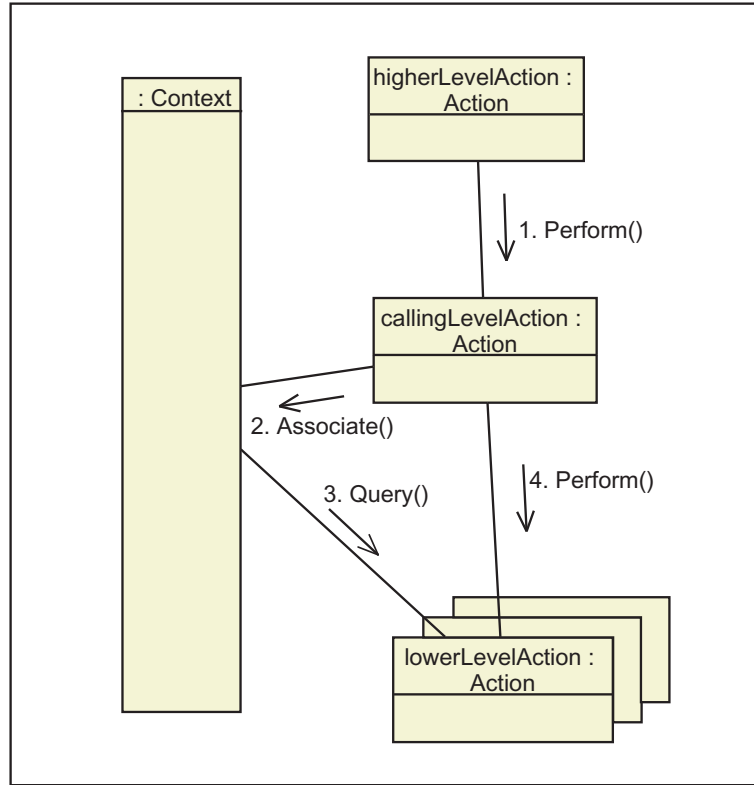 : Context
higherLevelAction :
Action
1. Perform()
callingLevelAction :
Action
2. Associate()
3. Query()
4. Perform()
lowerLevelAction :
Action